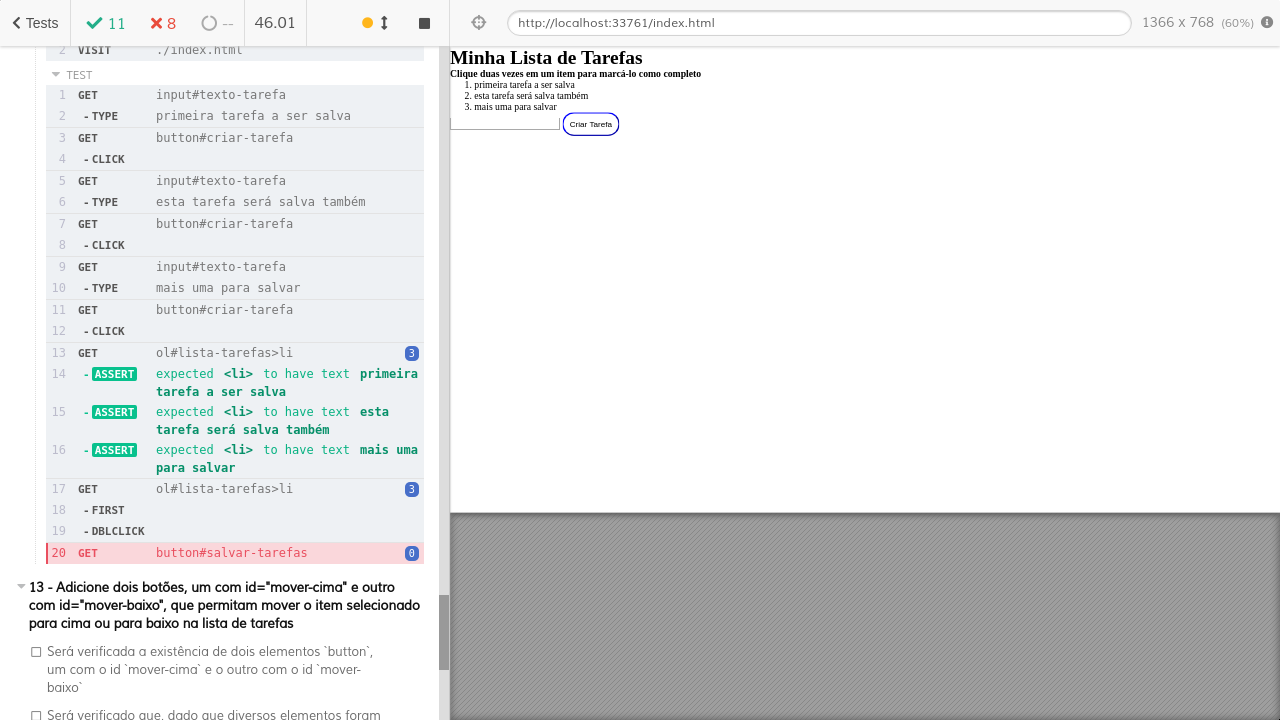 Tests 11 8 -- 46.01 http://localhost:33761/index.html 1366 x 768 (60%)
2 VISIT ./index.html
TEST
1 GET input#texto-tarefa
2 -TYPE primeira tarefa a ser salva
3 GET button#criar-tarefa
4 -CLICK
5 GET input#texto-tarefa
6 -TYPE esta tarefa será salva também
7 GET button#criar-tarefa
8 -CLICK
9 GET input#texto-tarefa
10 -TYPE mais uma para salvar
11 GET button#criar-tarefa
12 -CLICK
13 GET ol#lista-tarefas>li 3
14 -ASSERT expected <li> to have text primeira
tarefa a ser salva
15 -ASSERT expected <li> to have text esta
tarefa será salva também
16 -ASSERT expected <li> to have text mais uma
para salvar
17 GET ol#lista-tarefas>li 3
18 -FIRST
19 -DBLCLICK
20 GET button#salvar-tarefas 0
13 - Adicione dois botões, um com id="mover-cima" e outro
com id="mover-baixo", que permitam mover o item selecionado
para cima ou para baixo na lista de tarefas
Será verificada a existência de dois elementos `button`,
um com o id `mover-cima` e o outro com o id `mover-
baixo`
Será verificado que, dado que diversos elementos foram
Minha Lista de Tarefas
Clique duas vezes em um item para marcá-lo como completo
1. primeira tarefa a ser salva
2. esta tarefa será salva também
3. mais uma para salvar
Criar Tarefa